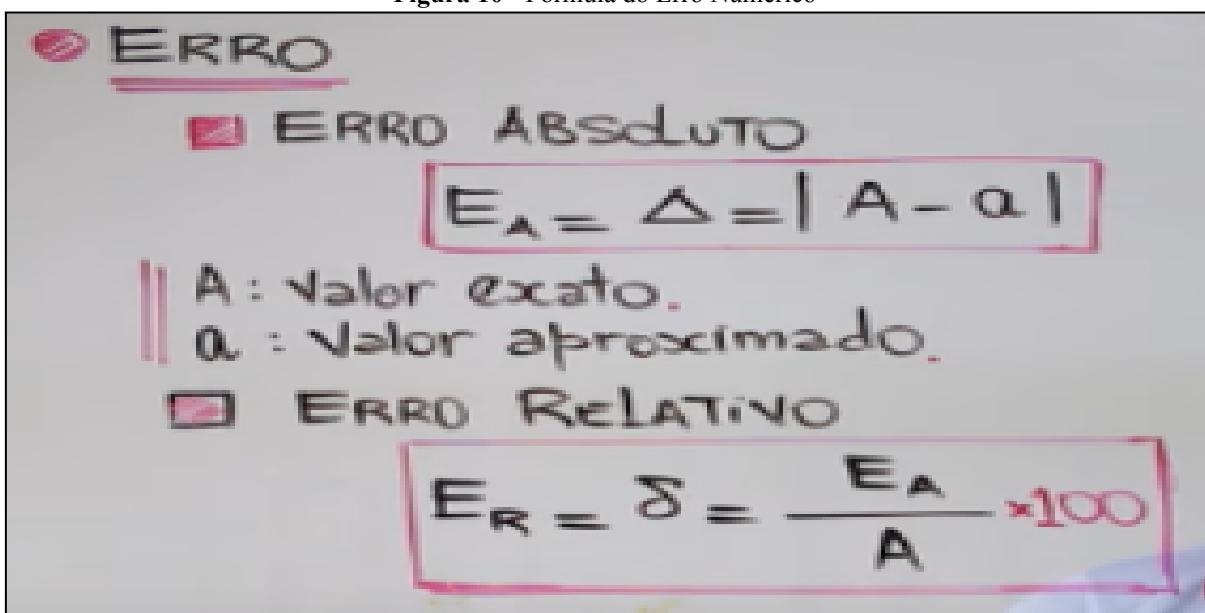 Figura 10 - Fórmula do Erro Numérico
ERRO
ERRO ABSOLUTO
E_A = Δ = | A - a |
A : Valor exato.
a : Valor aproximado.
ERRO RELATIVO
E_R = δ = E_A / A × 100